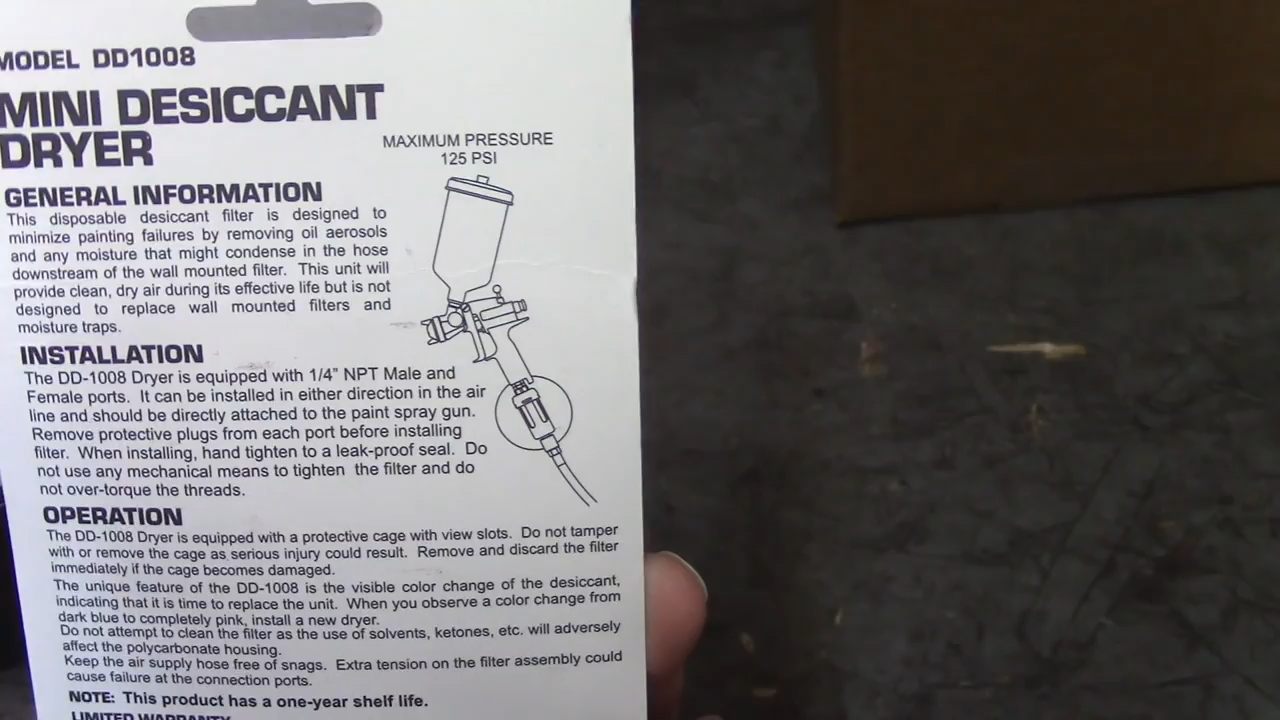 MODEL DD1008
MINI DESICCANT
DRYER
MAXIMUM PRESSURE
125 PSI
GENERAL INFORMATION
This disposable desiccant filter is designed to
minimize painting failures by removing oil aerosols
and any moisture that might condense in the hose
downstream of the wall mounted filter. This unit will
provide clean, dry air during its effective life but is not
designed to replace wall mounted filters and
moisture traps.
INSTALLATION
The DD-1008 Dryer is equipped with 1/4" NPT Male and
Female ports. It can be installed in either direction in the air
line and should be directly attached to the paint spray gun.
Remove protective plugs from each port before installing
filter. When installing, hand tighten to a leak-proof seal. Do
not use any mechanical means to tighten the filter and do
not over-torque the threads.
OPERATION
The DD-1008 Dryer is equipped with a protective cage with view slots. Do not tamper
with or remove the cage as serious injury could result. Remove and discard the filter
immediately if the cage becomes damaged.
The unique feature of the DD-1008 is the visible color change of the desiccant,
indicating that it is time to replace the unit. When you observe a color change from
dark blue to completely pink, install a new dryer.
Do not attempt to clean the filter as the use of solvents, ketones, etc. will adversely
affect the polycarbonate housing.
Keep the air supply hose free of snags. Extra tension on the filter assembly could
cause failure at the connection ports.
NOTE: This product has a one-year shelf life.
LIMITED WARRANTY